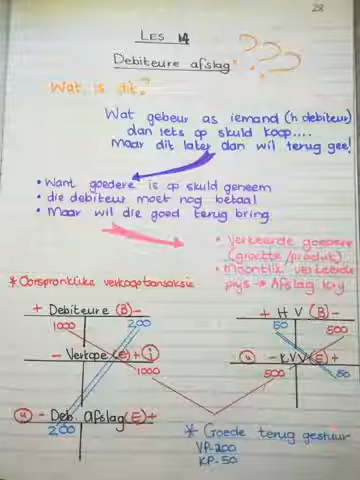 28
LES 14
Debiteure afslag ???
Wat is dit?
Wat gebeur as iemand (h debiteur)
dan iets op skuld koop....
Maar dit later dan wil terug gee!
• Want goedere is op skuld geneem
• die debiteur moet nog betaal
• Maar wil die goed terug bring
• Verkeerde goedere
(grootte/produk)
• Moontlik verkeerde
prys → Afslag kry
* Oorspronklike verkooptransaksie
+ Debiteure (B) -
1000 200
- Verkope (E) + (i)
1000
(u) - Deb. Afslag (E) +
200
+ H V (B) -
50 500
(u) - KVV (E) +
500 50
* Goede terug gestuur
VP-200
KP-50